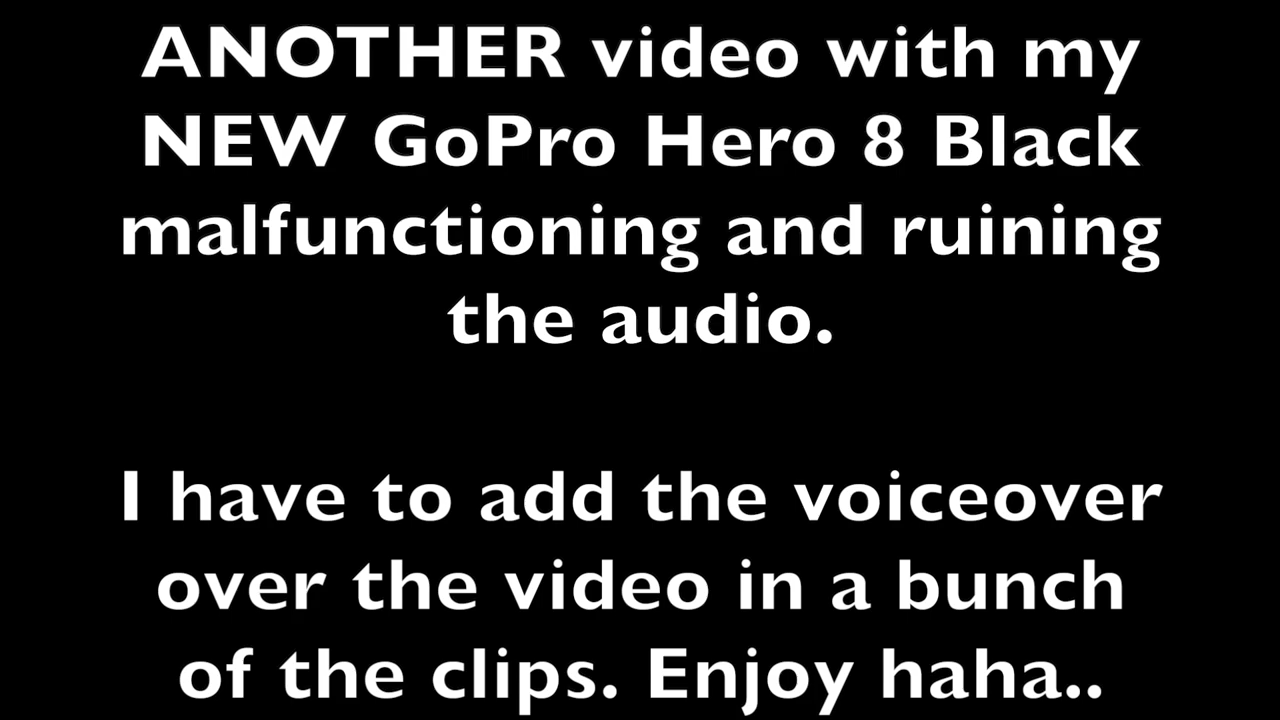 ANOTHER video with my
NEW GoPro Hero 8 Black
malfunctioning and ruining
the audio.
I have to add the voiceover
over the video in a bunch
of the clips. Enjoy haha..